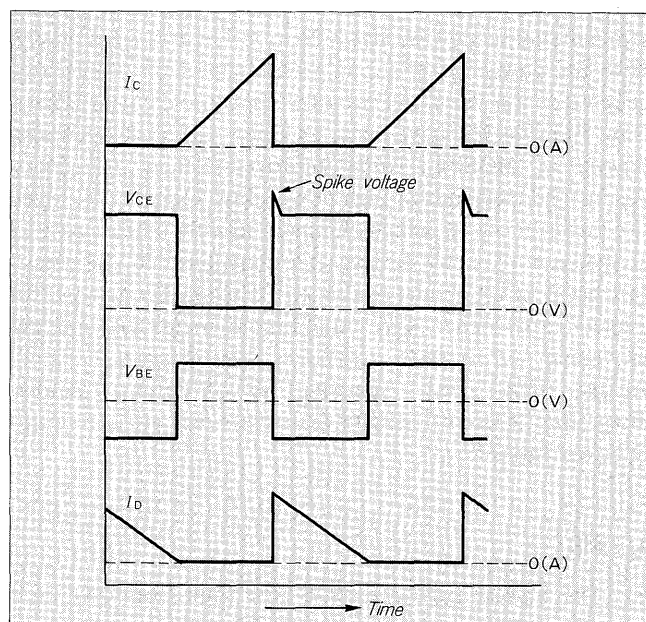 IC
0(A)
Spike voltage
VCE
0(V)
VBE
0(V)
ID
0(A)
Time